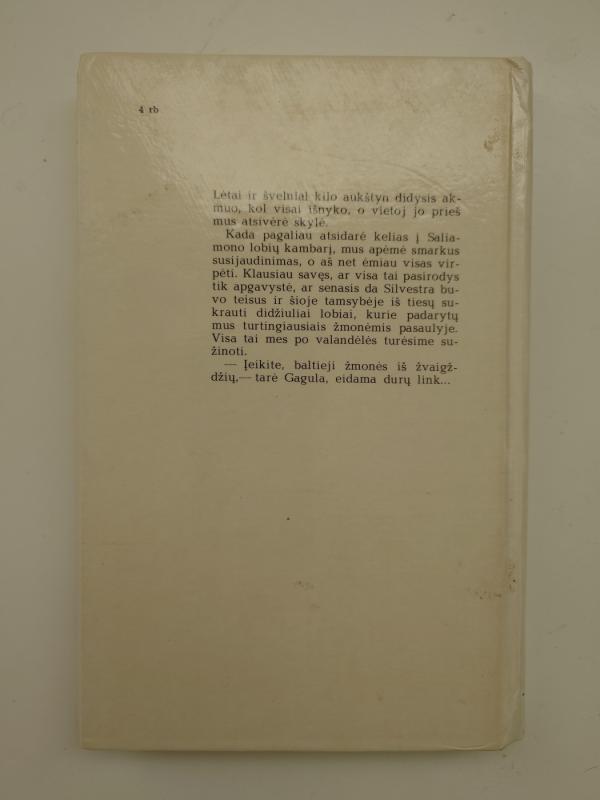 4 rb
Lėtai ir švelniai kilo aukštyn didysis ak-
muo, kol visai išnyko, o vietoj jo prieš
mus atsivėrė skylė.
Kada pagaliau atsidarė kelias į Salia-
mono lobių kambarį, mus apėmė smarkus
susijaudinimas, o aš net ėmiau visas vir-
pėti. Klausiau savęs, ar visa tai pasirodys
tik apgavystė, ar senasis da Silvestra bu-
vo teisus ir šioje tamsybėje iš tiesų su-
krauti didžiuliai lobiai, kurie padarytų
mus turtingiausiais žmonėmis pasaulyje.
Visa tai mes po valandėlės turėsime su-
žinoti.
— Įeikite, baltieji žmonės iš žvaigž-
džių,— tarė Gagula, eidama durų link...